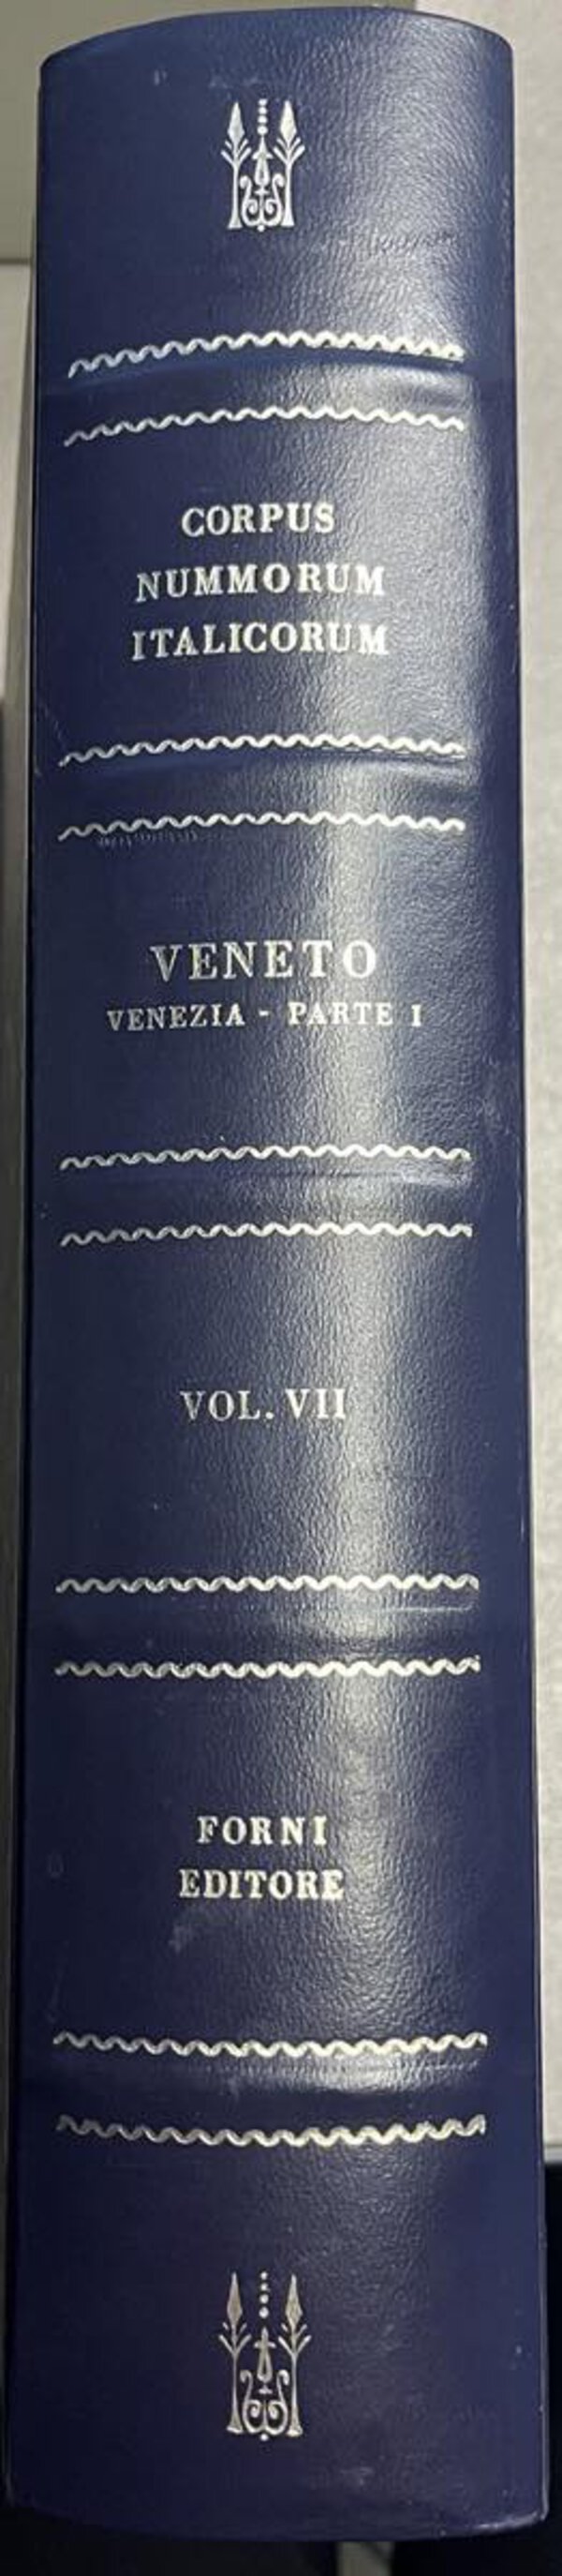 CORPUS
NUMMORUM
ITALICORUM
VENETO
VENEZIA - PARTE I
VOL. VII
FORNI
EDITORE